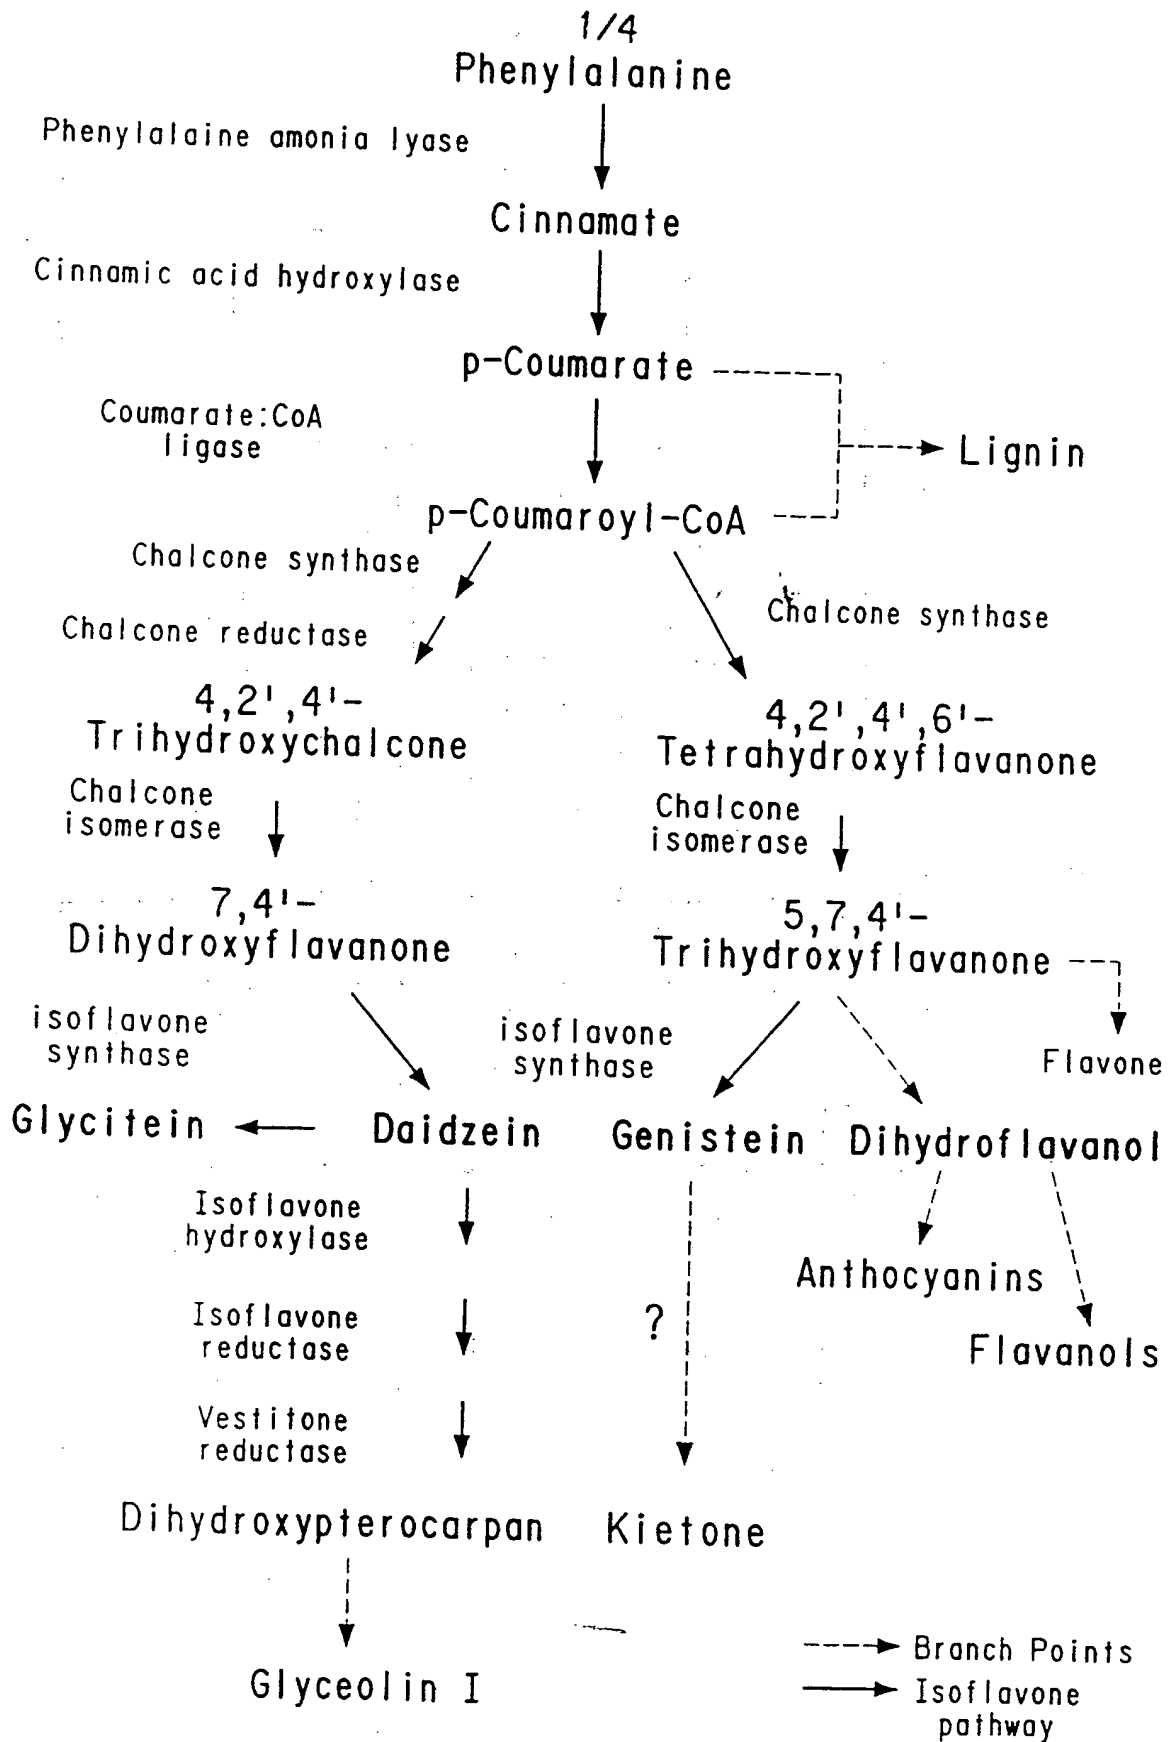 1/4
Phenylalanine
Phenylalaine amonia lyase
Cinnamate
Cinnamic acid hydroxylase
p-Coumarate
Coumarate:CoA
ligase
Lignin
p-Coumaroyl-CoA
Chalcone synthase
Chalcone synthase
Chalcone reductase
4,2',4'-
Trihydroxychalcone
4,2',4',6'-
Tetrahydroxyflavanone
Chalcone
isomerase
Chalcone
isomerase
7,4'-
Dihydroxyflavanone
5,7,4'-
Trihydroxyflavanone
isoflavone
synthase
isoflavone
synthase
Flavone
Glycitein
Daidzein
Genistein
Dihydroflavanol
Isoflavone
hydroxylase
Anthocyanins
Isoflavone
reductase
?
Flavanols
Vestitone
reductase
Dihydroxypterocarpan
Kietone
Glyceolin I
Branch Points
Isoflavone
pathway